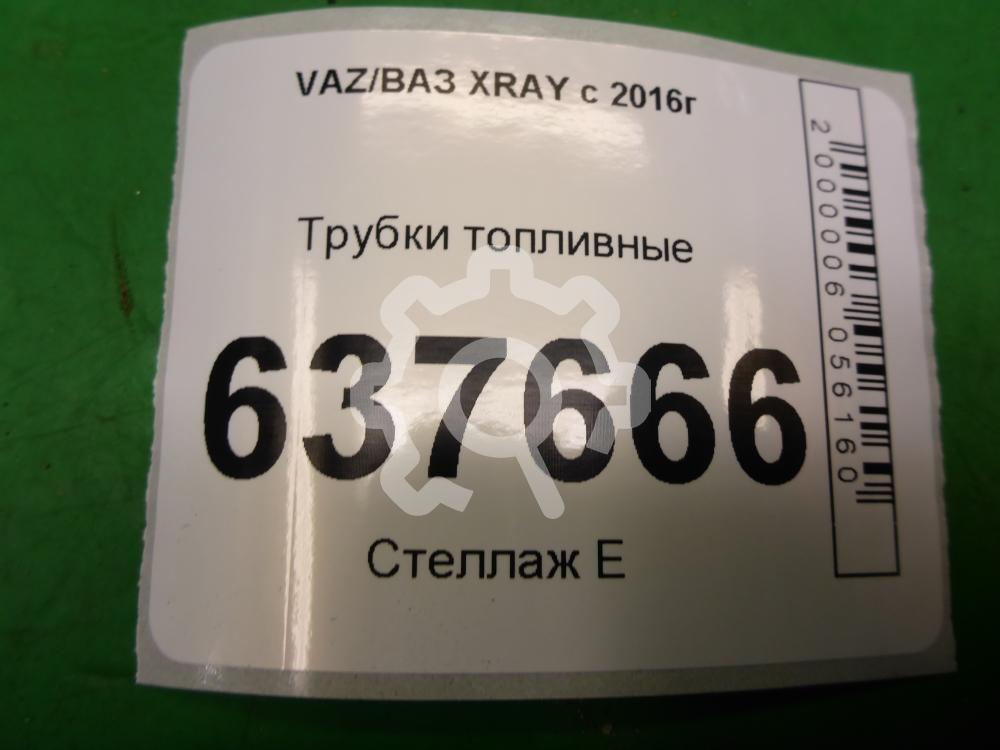 VAZ/ВАЗ XRAY с 2016г
Трубки топливные
637666
Стеллаж Е
2000006056160